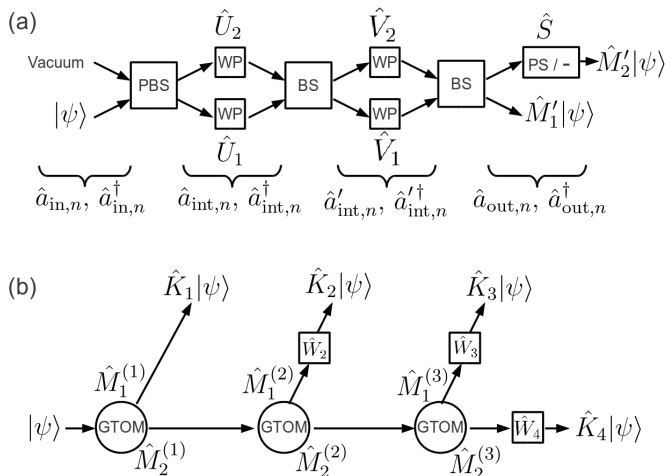 (a)
Û₂ V̂₂ Ŝ
Vacuum PBS WP BS WP BS PS / - M̂′₂|ψ⟩
|ψ⟩ WP WP M̂′₁|ψ⟩
Û₁ V̂₁
â_in,n, â†_in,n â_int,n, â†_int,n â′_int,n, â′†_int,n â_out,n, â†_out,n
(b)
K̂₁|ψ⟩ K̂₂|ψ⟩ K̂₃|ψ⟩
Ŵ₂ Ŵ₃
M̂₁⁽¹⁾ M̂₁⁽²⁾ M̂₁⁽³⁾
|ψ⟩ GTOM GTOM GTOM Ŵ₄ K̂₄|ψ⟩
M̂₂⁽¹⁾ M̂₂⁽²⁾ M̂₂⁽³⁾